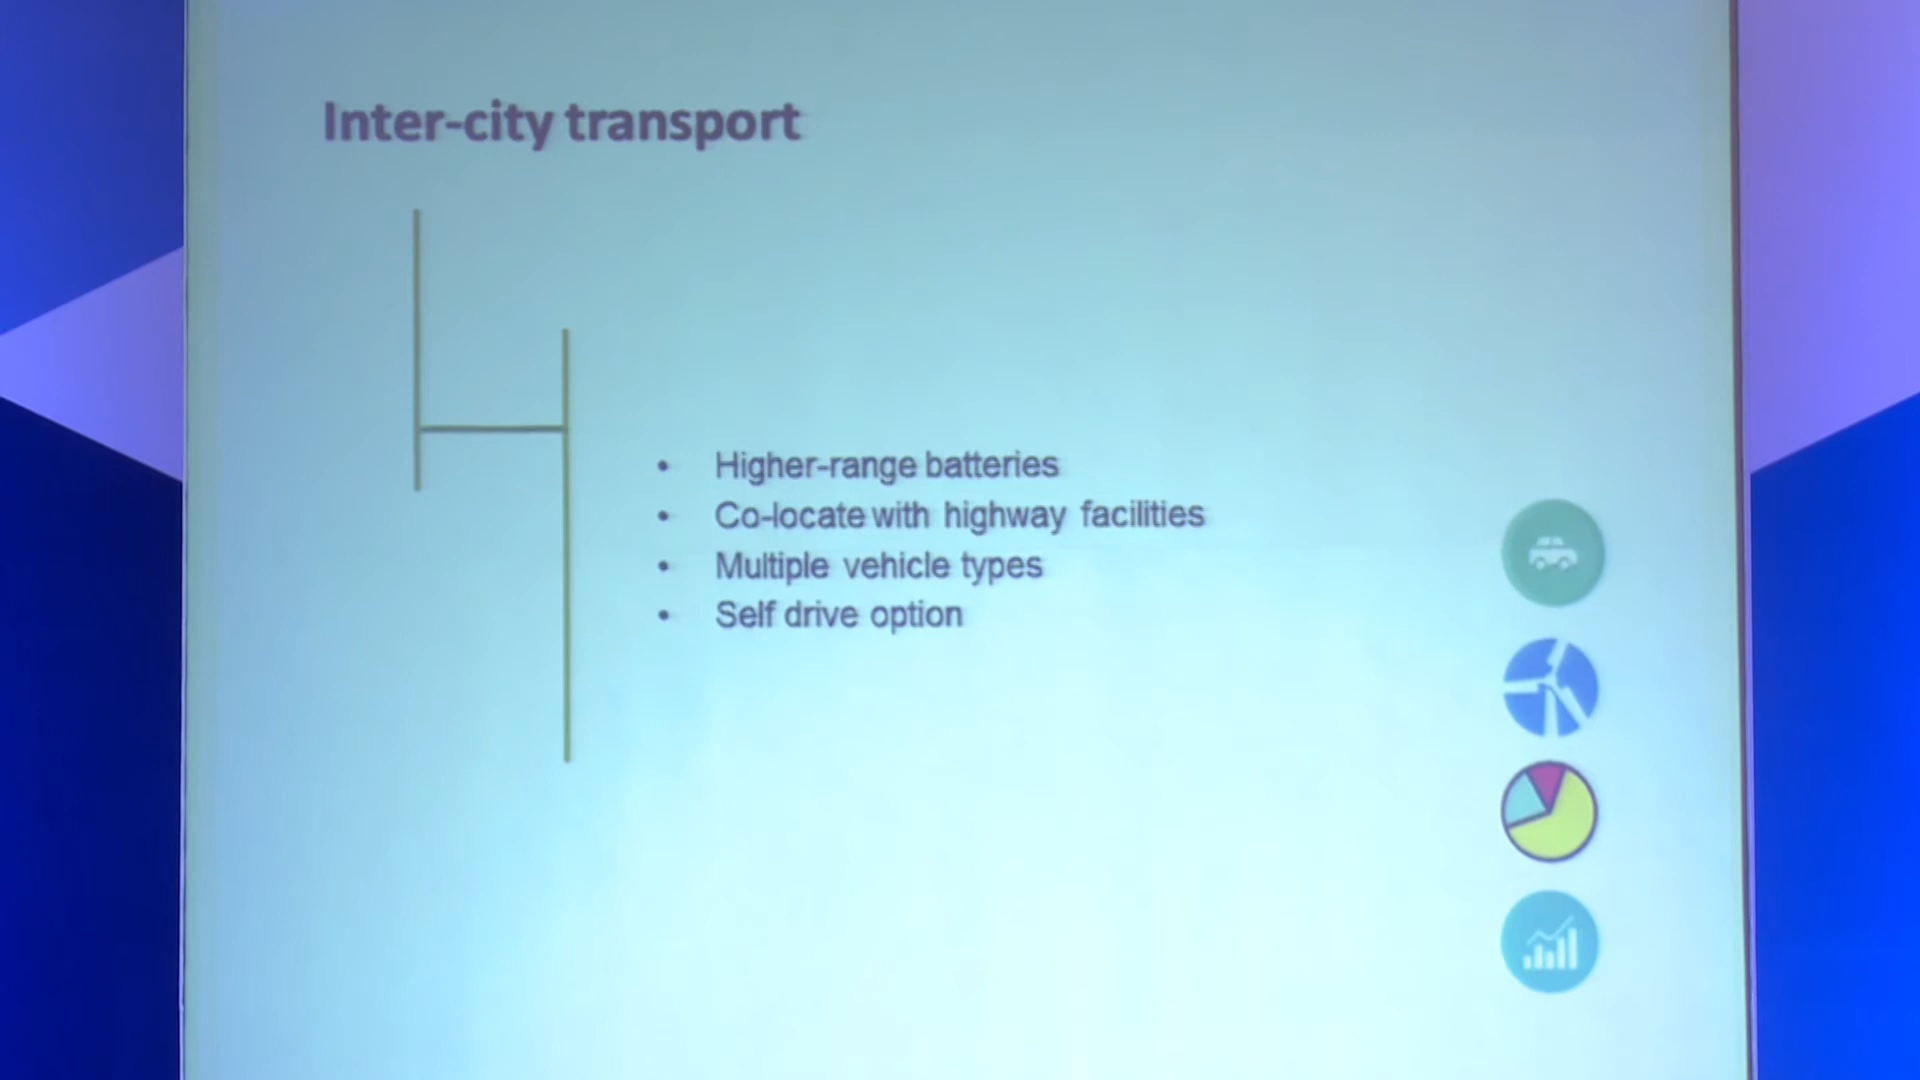 Inter-city transport
• Higher-range batteries
• Co-locate with highway facilities
• Multiple vehicle types
• Self drive option